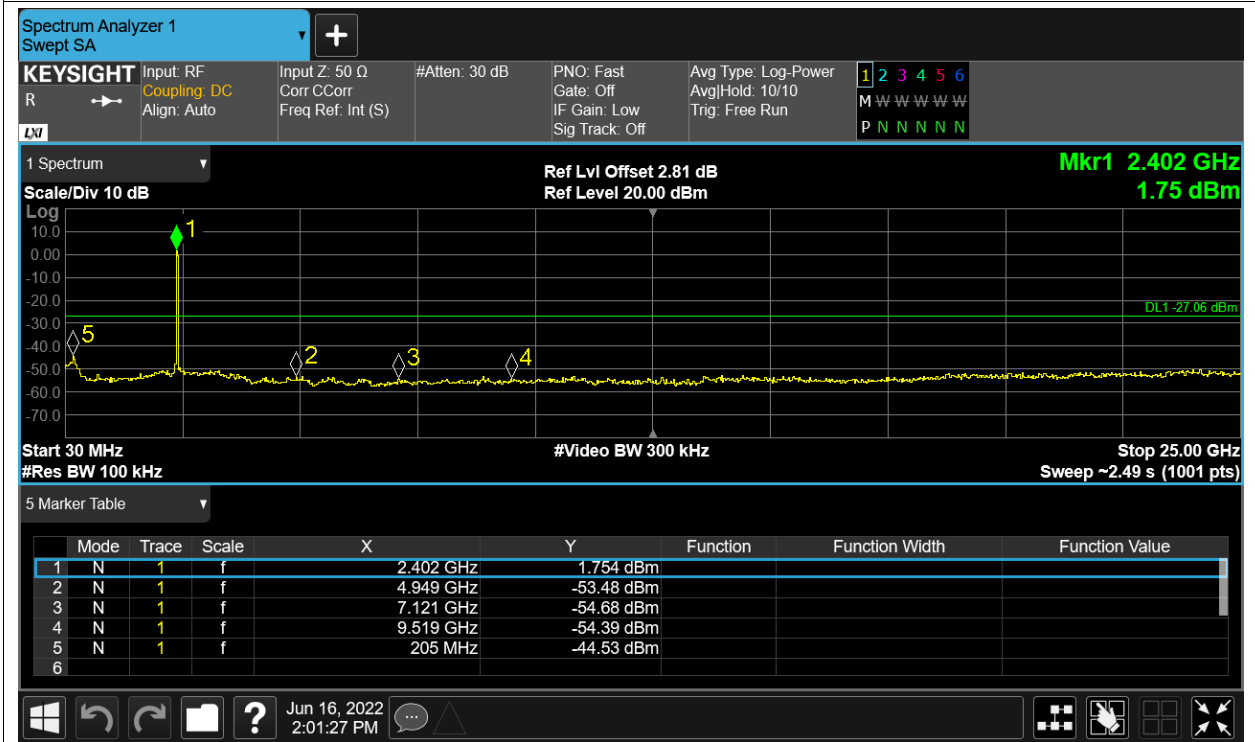 Spectrum Analyzer 1
Swept SA
+
KEYSIGHT
R
LXI
Input: RF
Coupling: DC
Align: Auto
Input Z: 50 Ω
Corr CCorr
Freq Ref: Int (S)
#Atten: 30 dB
PNO: Fast
Gate: Off
IF Gain: Low
Sig Track: Off
Avg Type: Log-Power
Avg|Hold: 10/10
Trig: Free Run
1 2 3 4 5 6
M W W W W W
P N N N N N
1 Spectrum
Scale/Div 10 dB
Ref Lvl Offset 2.81 dB
Ref Level 20.00 dBm
Mkr1 2.402 GHz
1.75 dBm
Log
10.0
0.00
-10.0
-20.0
-30.0
-40.0
-50.0
-60.0
-70.0
1
DL1 -27.06 dBm
5
2
3
4
Start 30 MHz
#Video BW 300 kHz
Stop 25.00 GHz
#Res BW 100 kHz
Sweep ~2.49 s (1001 pts)
5 Marker Table
Mode Trace Scale X Y Function Function Width Function Value
1 N 1 f 2.402 GHz 1.754 dBm
2 N 1 f 4.949 GHz -53.48 dBm
3 N 1 f 7.121 GHz -54.68 dBm
4 N 1 f 9.519 GHz -54.39 dBm
5 N 1 f 205 MHz -44.53 dBm
6
?
Jun 16, 2022
2:01:27 PM